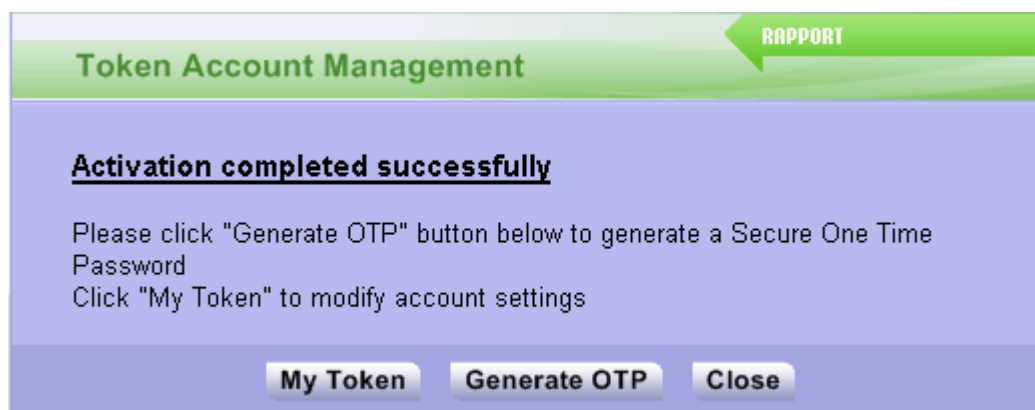 RAPPORT
Token Account Management
Activation completed successfully
Please click "Generate OTP" button below to generate a Secure One Time
Password
Click "My Token" to modify account settings
My Token Generate OTP Close